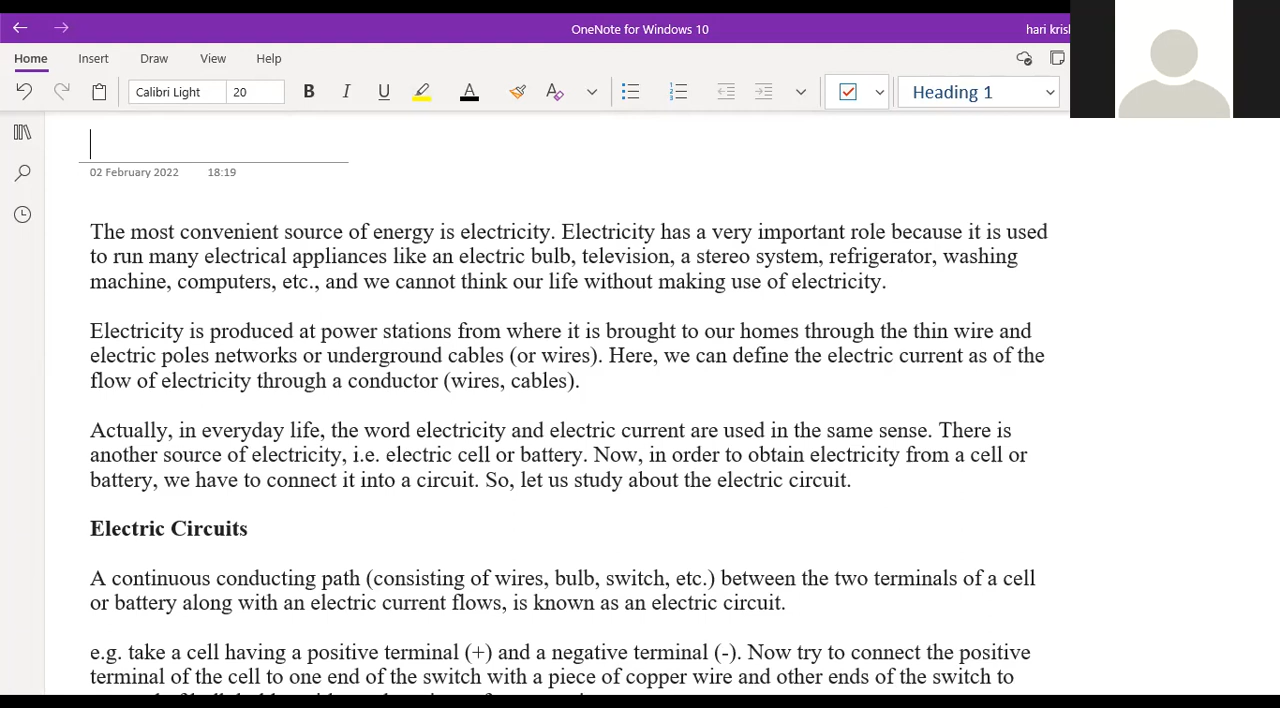 OneNote for Windows 10
hari krish
Home Insert Draw View Help
Calibri Light 20 B I U A A Heading 1
02 February 2022 18:19
The most convenient source of energy is electricity. Electricity has a very important role because it is used
to run many electrical appliances like an electric bulb, television, a stereo system, refrigerator, washing
machine, computers, etc., and we cannot think our life without making use of electricity.
Electricity is produced at power stations from where it is brought to our homes through the thin wire and
electric poles networks or underground cables (or wires). Here, we can define the electric current as of the
flow of electricity through a conductor (wires, cables).
Actually, in everyday life, the word electricity and electric current are used in the same sense. There is
another source of electricity, i.e. electric cell or battery. Now, in order to obtain electricity from a cell or
battery, we have to connect it into a circuit. So, let us study about the electric circuit.
Electric Circuits
A continuous conducting path (consisting of wires, bulb, switch, etc.) between the two terminals of a cell
or battery along with an electric current flows, is known as an electric circuit.
e.g. take a cell having a positive terminal (+) and a negative terminal (-). Now try to connect the positive
terminal of the cell to one end of the switch with a piece of copper wire and other ends of the switch to